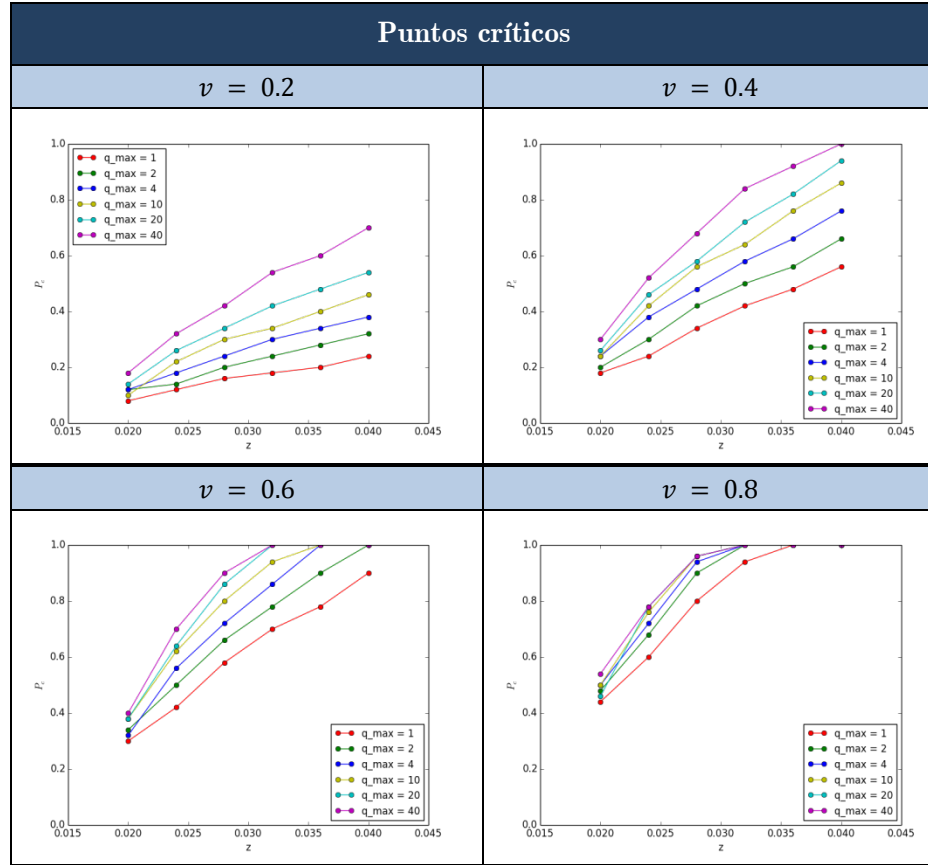 Puntos críticos
v = 0.2
v = 0.4
1.0
0.8
0.6
0.4
0.2
0.0
0.015 0.020 0.025 0.030 0.035 0.040 0.045
z
P_c
q_max = 1
q_max = 2
q_max = 4
q_max = 10
q_max = 20
q_max = 40
1.0
0.8
0.6
0.4
0.2
0.0
0.015 0.020 0.025 0.030 0.035 0.040 0.045
z
P_c
q_max = 1
q_max = 2
q_max = 4
q_max = 10
q_max = 20
q_max = 40
v = 0.6
v = 0.8
1.0
0.8
0.6
0.4
0.2
0.0
0.015 0.020 0.025 0.030 0.035 0.040 0.045
z
P_c
q_max = 1
q_max = 2
q_max = 4
q_max = 10
q_max = 20
q_max = 40
1.0
0.8
0.6
0.4
0.2
0.0
0.015 0.020 0.025 0.030 0.035 0.040 0.045
z
P_c
q_max = 1
q_max = 2
q_max = 4
q_max = 10
q_max = 20
q_max = 40